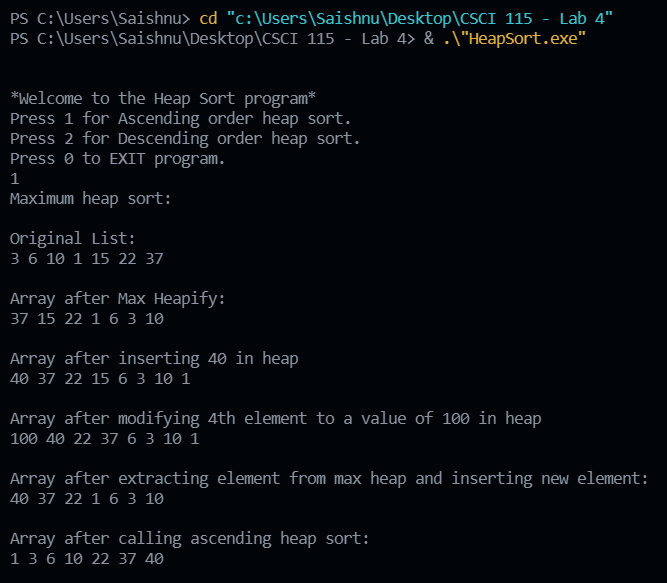 PS C:\Users\Saishnu> cd "c:\Users\Saishnu\Desktop\CSCI 115 - Lab 4"
PS C:\Users\Saishnu\Desktop\CSCI 115 - Lab 4> & .\"HeapSort.exe"
*Welcome to the Heap Sort program*
Press 1 for Ascending order heap sort.
Press 2 for Descending order heap sort.
Press 0 to EXIT program.
1
Maximum heap sort:
Original List:
3 6 10 1 15 22 37
Array after Max Heapify:
37 15 22 1 6 3 10
Array after inserting 40 in heap
40 37 22 15 6 3 10 1
Array after modifying 4th element to a value of 100 in heap
100 40 22 37 6 3 10 1
Array after extracting element from max heap and inserting new element:
40 37 22 1 6 3 10
Array after calling ascending heap sort:
1 3 6 10 22 37 40